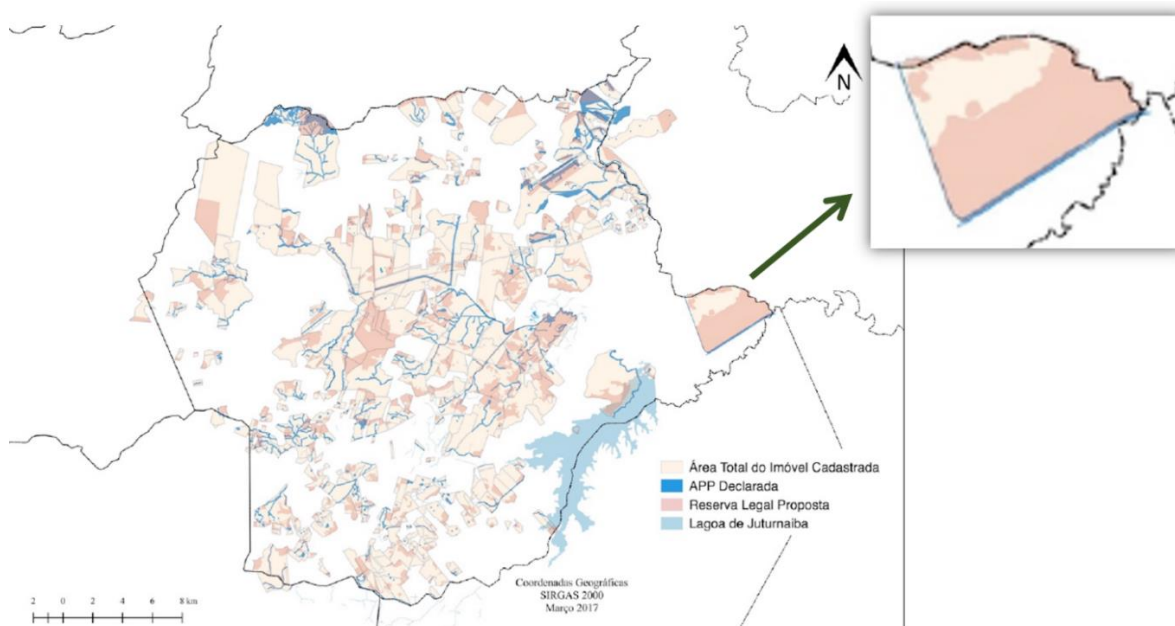 N
Área Total do Imóvel Cadastrada
APP Declarada
Reserva Legal Proposta
Lagoa de Juturnaiba
Coordenadas Geográficas
SIRGAS 2000
Março 2017
2 0 2 4 6 8 km